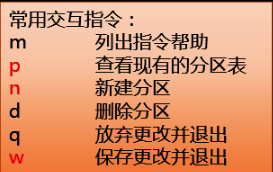 常用交互指令：
m 列出指令帮助
p 查看现有的分区表
n 新建分区
d 删除分区
q 放弃更改并退出
w 保存更改并退出